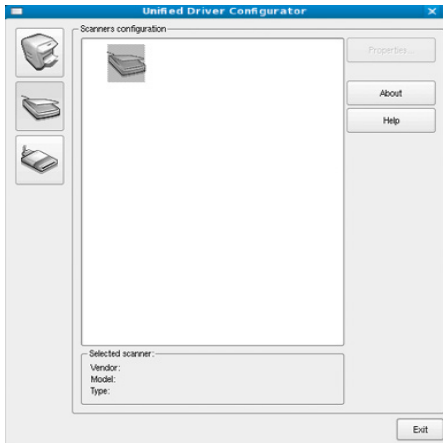 Unified Driver Configurator
Scanners configuration
Properties...
About
Help
Selected scanner:
Vendor:
Model:
Type:
Exit